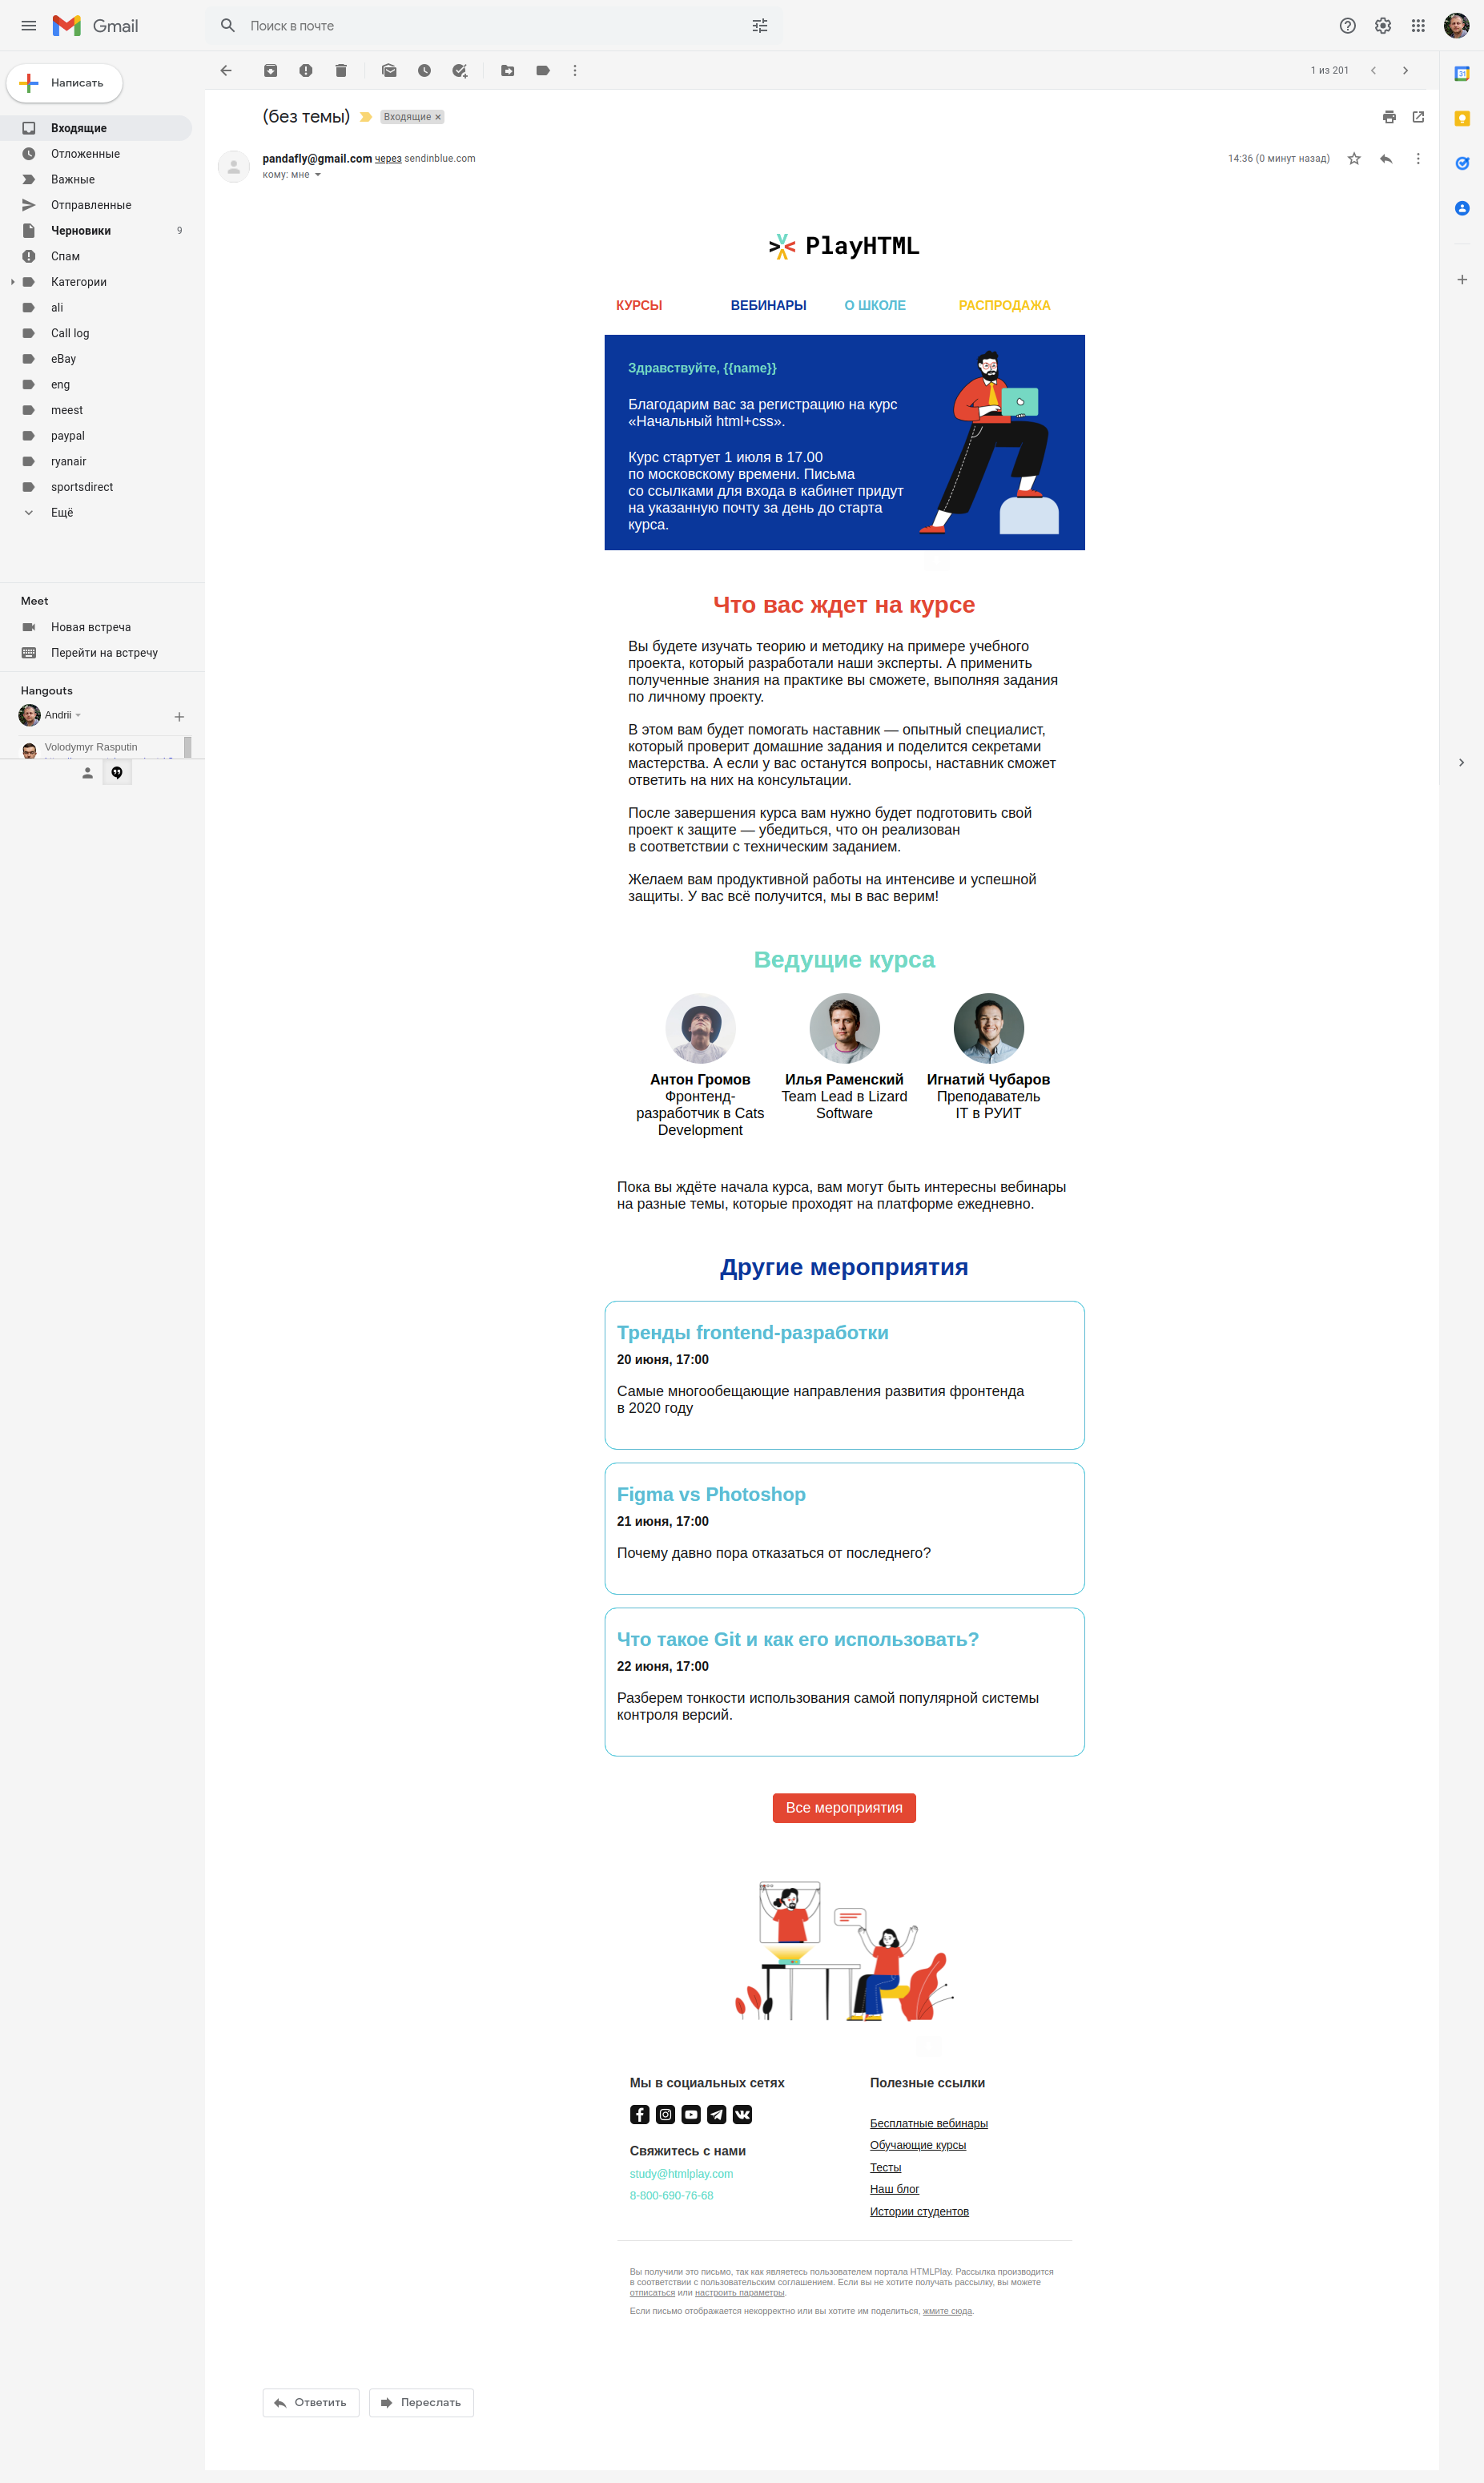 Gmail
Поиск в почте
Написать
Входящие
Отложенные
Важные
Отправленные
Черновики 9
Спам
Категории
ali
Call log
eBay
eng
meest
paypal
ryanair
sportsdirect
Ещё
Meet
Новая встреча
Перейти на встречу
Hangouts
Andrii
Volodymyr Rasputin
1 из 201
31
(без темы) Входящие ×
pandafly@gmail.com через sendinblue.com
14:36 (0 минут назад)
кому: мне
PlayHTML
КУРСЫ ВЕБИНАРЫ О ШКОЛЕ РАСПРОДАЖА
Здравствуйте, {{name}}
Благодарим вас за регистрацию на курс
«Начальный html+css».
Курс стартует 1 июля в 17.00
по московскому времени. Письма
со ссылками для входа в кабинет придут
на указанную почту за день до старта
курса.
Что вас ждет на курсе
Вы будете изучать теорию и методику на примере учебного
проекта, который разработали наши эксперты. А применить
полученные знания на практике вы сможете, выполняя задания
по личному проекту.
В этом вам будет помогать наставник — опытный специалист,
который проверит домашние задания и поделится секретами
мастерства. А если у вас останутся вопросы, наставник сможет
ответить на них на консультации.
После завершения курса вам нужно будет подготовить свой
проект к защите — убедиться, что он реализован
в соответствии с техническим заданием.
Желаем вам продуктивной работы на интенсиве и успешной
защиты. У вас всё получится, мы в вас верим!
Ведущие курса
Антон Громов
Фронтенд-
разработчик в Cats
Development
Илья Раменский
Team Lead в Lizard
Software
Игнатий Чубаров
Преподаватель
IT в РУИТ
Пока вы ждёте начала курса, вам могут быть интересны вебинары
на разные темы, которые проходят на платформе ежедневно.
Другие мероприятия
Тренды frontend-разработки
20 июня, 17:00
Самые многообещающие направления развития фронтенда
в 2020 году
Figma vs Photoshop
21 июня, 17:00
Почему давно пора отказаться от последнего?
Что такое Git и как его использовать?
22 июня, 17:00
Разберем тонкости использования самой популярной системы
контроля версий.
Все мероприятия
Мы в социальных сетях
Свяжитесь с нами
study@htmlplay.com
8-800-690-76-68
Полезные ссылки
Бесплатные вебинары
Обучающие курсы
Тесты
Наш блог
Истории студентов
Вы получили это письмо, так как являетесь пользователем портала HTMLPlay. Рассылка производится
в соответствии с пользовательским соглашением. Если вы не хотите получать рассылку, вы можете
отписаться или настроить параметры.
Если письмо отображается некорректно или вы хотите им поделиться, жмите сюда.
Ответить
Переслать